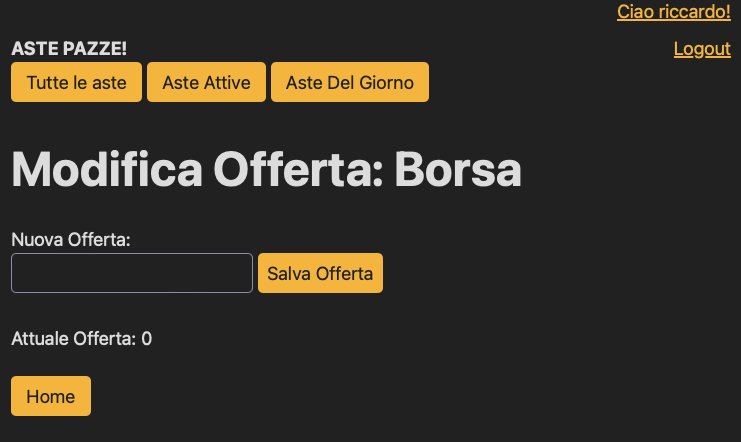 Ciao riccardo!
ASTE PAZZE!
Logout
Tutte le aste Aste Attive Aste Del Giorno
Modifica Offerta: Borsa
Nuova Offerta:
Salva Offerta
Attuale Offerta: 0
Home